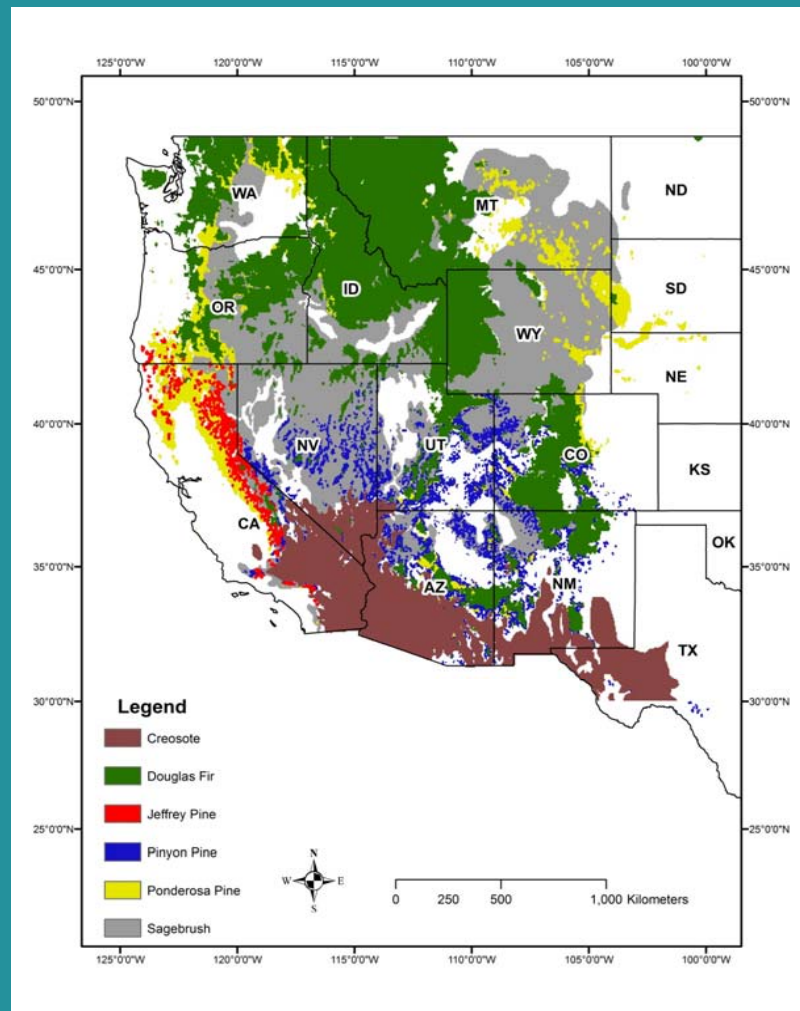 125°0'0"W 120°0'0"W 115°0'0"W 110°0'0"W 105°0'0"W 100°0'0"W
50°0'0"N 50°0'0"N
WA
MT
ND
45°0'0"N 45°0'0"N
ID
SD
OR
WY
NE
40°0'0"N 40°0'0"N
NV
UT
CO
KS
CA
OK
35°0'0"N 35°0'0"N
AZ
NM
TX
30°0'0"N 30°0'0"N
Legend
Creosote
Douglas Fir
Jeffrey Pine
Pinyon Pine
Ponderosa Pine
Sagebrush
25°0'0"N 25°0'0"N
N
W E
S
0 250 500 1,000 Kilometers
125°0'0"W 120°0'0"W 115°0'0"W 110°0'0"W 105°0'0"W 100°0'0"W